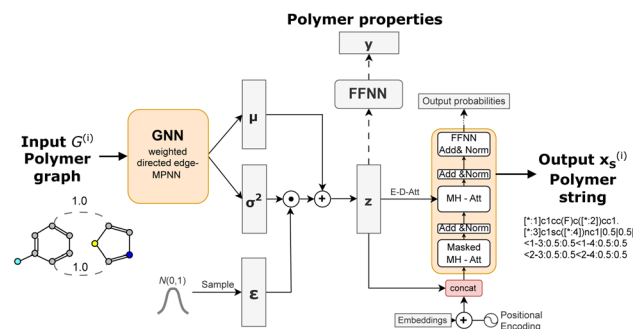 Polymer properties
y
FFNN
Output probabilities
Input G(i)
Polymer
graph
GNN
weighted
directed edge-
MPNN
μ
σ2
ε
N(0,1)
Sample
z
E-D-Att
FFNN
Add& Norm
Add &Norm
MH - Att
Add &Norm
Masked
MH - Att
concat
Embeddings
Positional
Encoding
Output xs(i)
Polymer
string
[*:1]c1cc(F)c([*:2])cc1.
[*:3]c1sc([*:4])nc1|0.5|0.5|
<1-3:0.5:0.5<1-4:0.5:0.5
<2-3:0.5:0.5<2-4:0.5:0.5
1.0
1.0